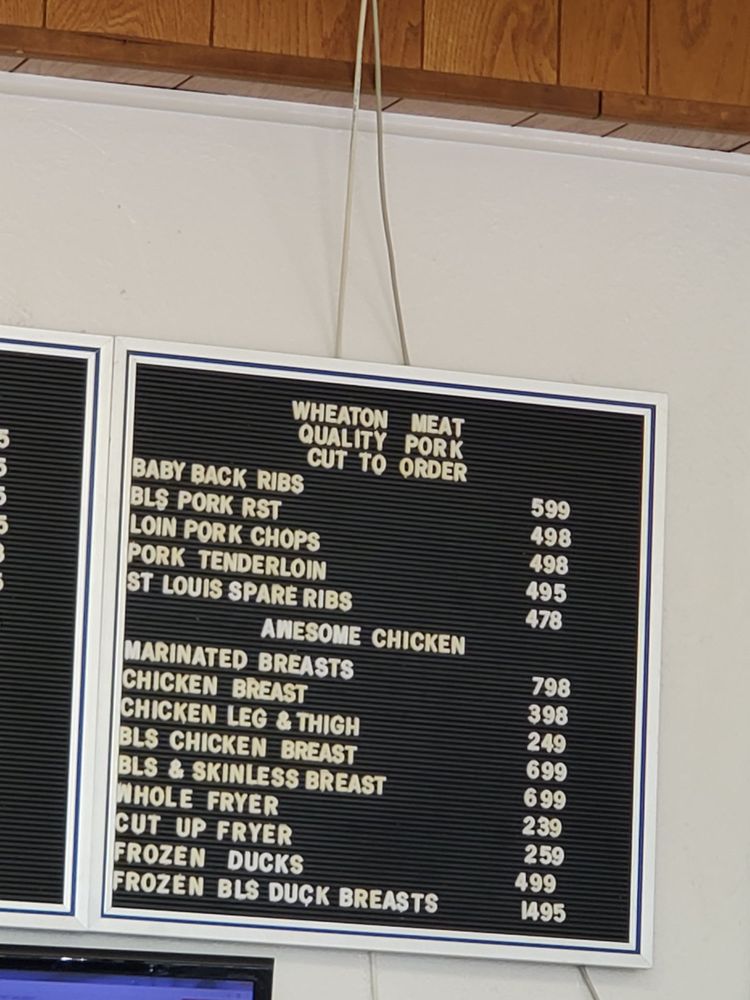 WHEATON MEAT
QUALITY PORK
CUT TO ORDER
BABY BACK RIBS 599
BLS PORK RST 498
LOIN PORK CHOPS 498
PORK TENDERLOIN 495
ST LOUIS SPARE RIBS 478
AWESOME CHICKEN
MARINATED BREASTS 798
CHICKEN BREAST 398
CHICKEN LEG & THIGH 249
BLS CHICKEN BREAST 699
BLS & SKINLESS BREAST 699
WHOLE FRYER 239
CUT UP FRYER 259
FROZEN DUCKS 499
FROZEN BLS DUCK BREASTS 1495